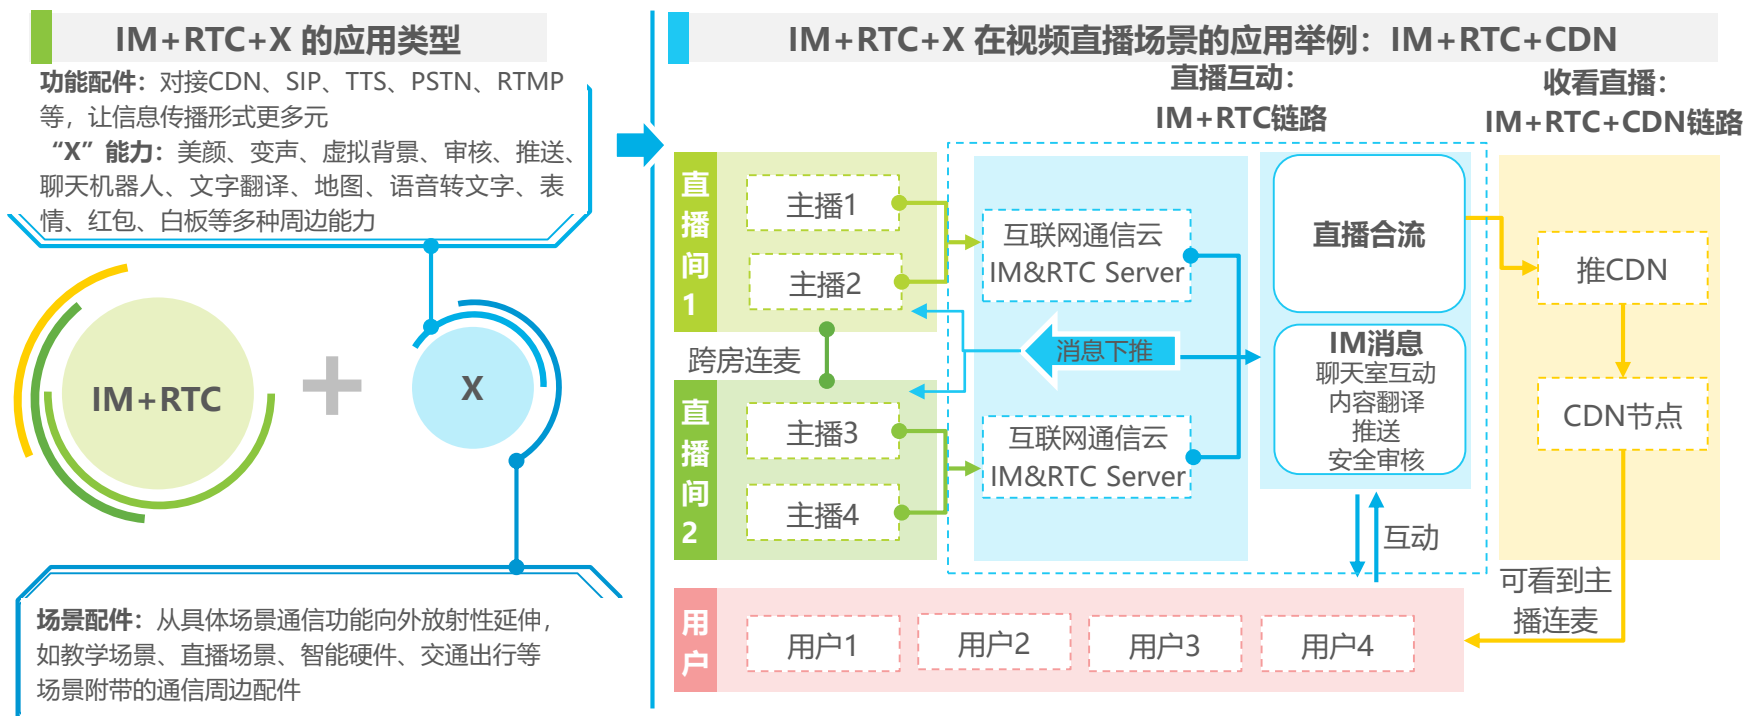 IM+RTC+X 的应用类型
功能配件：对接CDN、SIP、TTS、PSTN、RTMP
等，让信息传播形式更多元
“X”能力：美颜、变声、虚拟背景、审核、推送、
聊天机器人、文字翻译、地图、语音转文字、表
情、红包、白板等多种周边能力
IM+RTC
X
场景配件：从具体场景通信功能向外放射性延伸，
如教学场景、直播场景、智能硬件、交通出行等
场景附带的通信周边配件
IM+RTC+X 在视频直播场景的应用举例：IM+RTC+CDN
直播互动：
IM+RTC链路
收看直播：
IM+RTC+CDN链路
直
播
间
1
主播1
主播2
跨房连麦
直
播
间
2
主播3
主播4
互联网通信云
IM&RTC Server
消息下推
互联网通信云
IM&RTC Server
直播合流
IM消息
聊天室互动
内容翻译
推送
安全审核
互动
推CDN
CDN节点
可看到主
播连麦
用
户
用户1
用户2
用户3
用户4